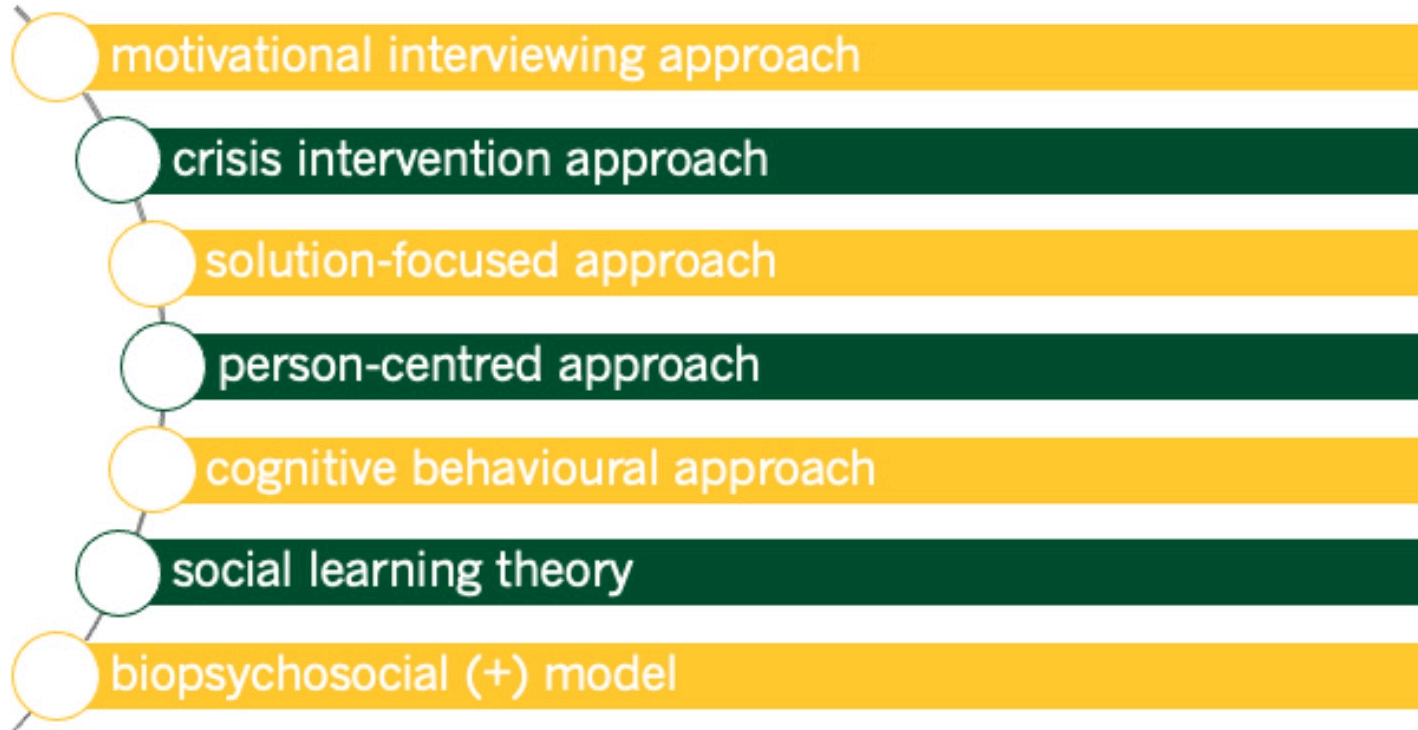 motivational interviewing approach
crisis intervention approach
solution-focused approach
person-centred approach
cognitive behavioural approach
social learning theory
biopsychosocial (+) model